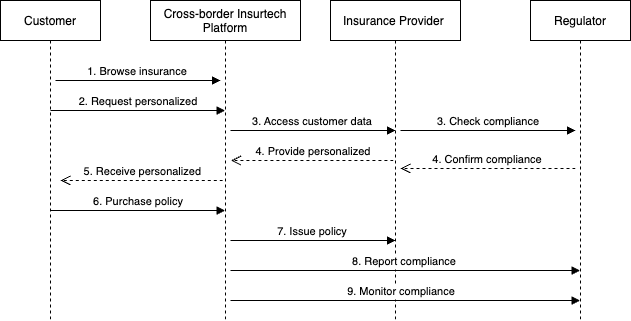 Customer
Cross-border Insurtech
Platform
Insurance Provider
Regulator
1. Browse insurance
2. Request personalized
3. Access customer data
3. Check compliance
4. Provide personalized
4. Confirm compliance
5. Receive personalized
6. Purchase policy
7. Issue policy
8. Report compliance
9. Monitor compliance